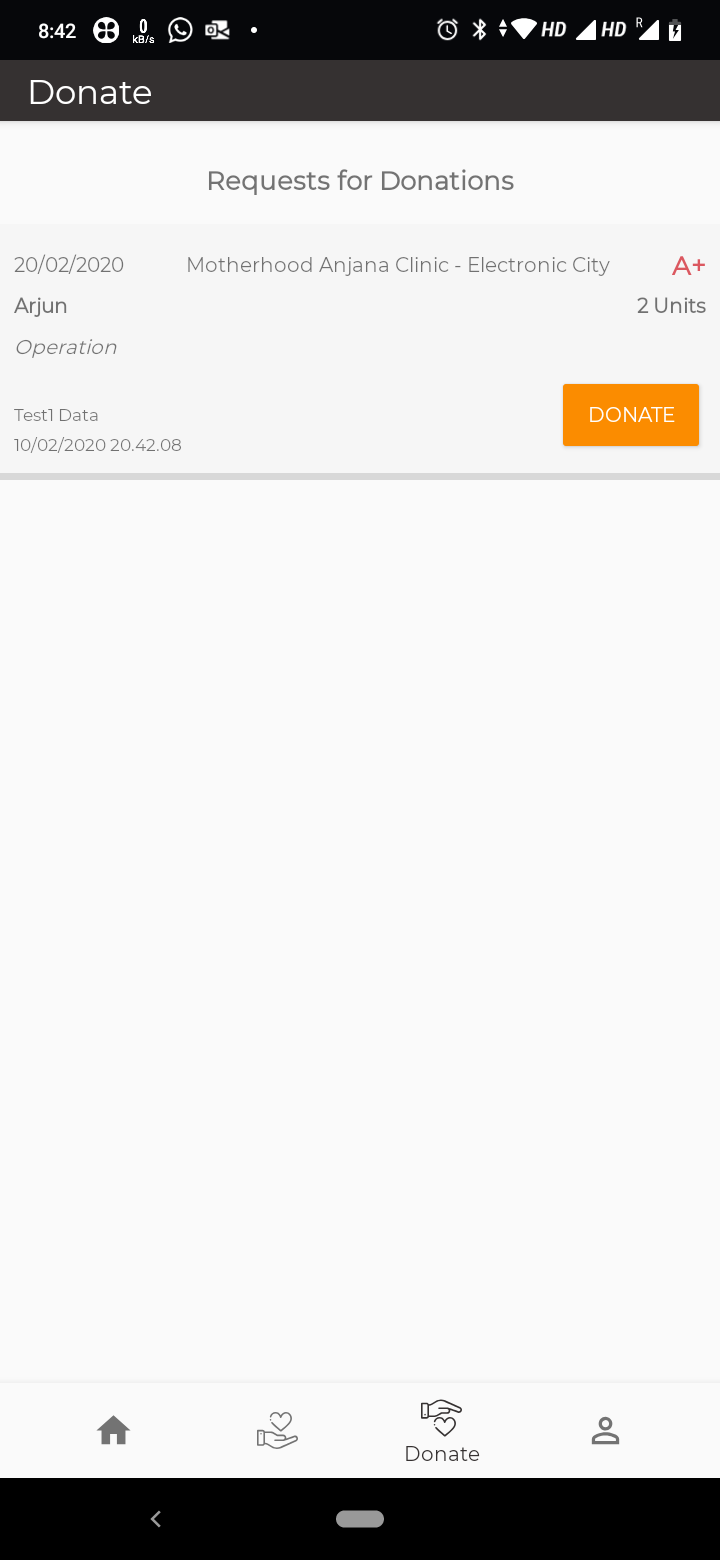 8:42 0 kB/s HD HD R
Donate
Requests for Donations
20/02/2020 Motherhood Anjana Clinic - Electronic City A+
Arjun 2 Units
Operation
Test1 Data
DONATE
10/02/2020 20.42.08
Donate